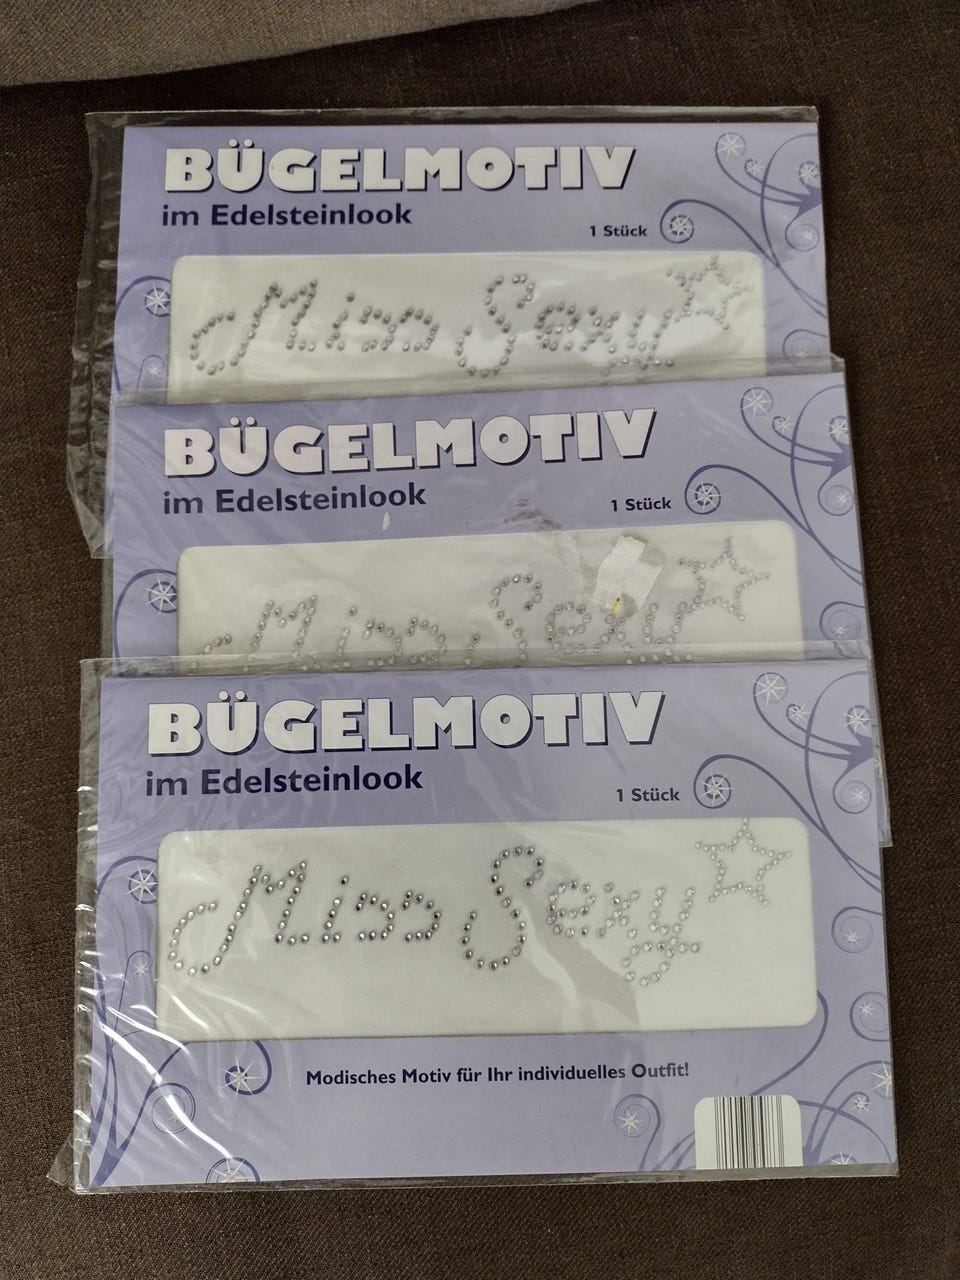 BÜGELMOTIV
im Edelsteinlook
1 Stück
Miss Sexy
BÜGELMOTIV
im Edelsteinlook
1 Stück
Miss Sexy
BÜGELMOTIV
im Edelsteinlook
1 Stück
Miss Sexy
Modisches Motiv für Ihr individuelles Outfit!